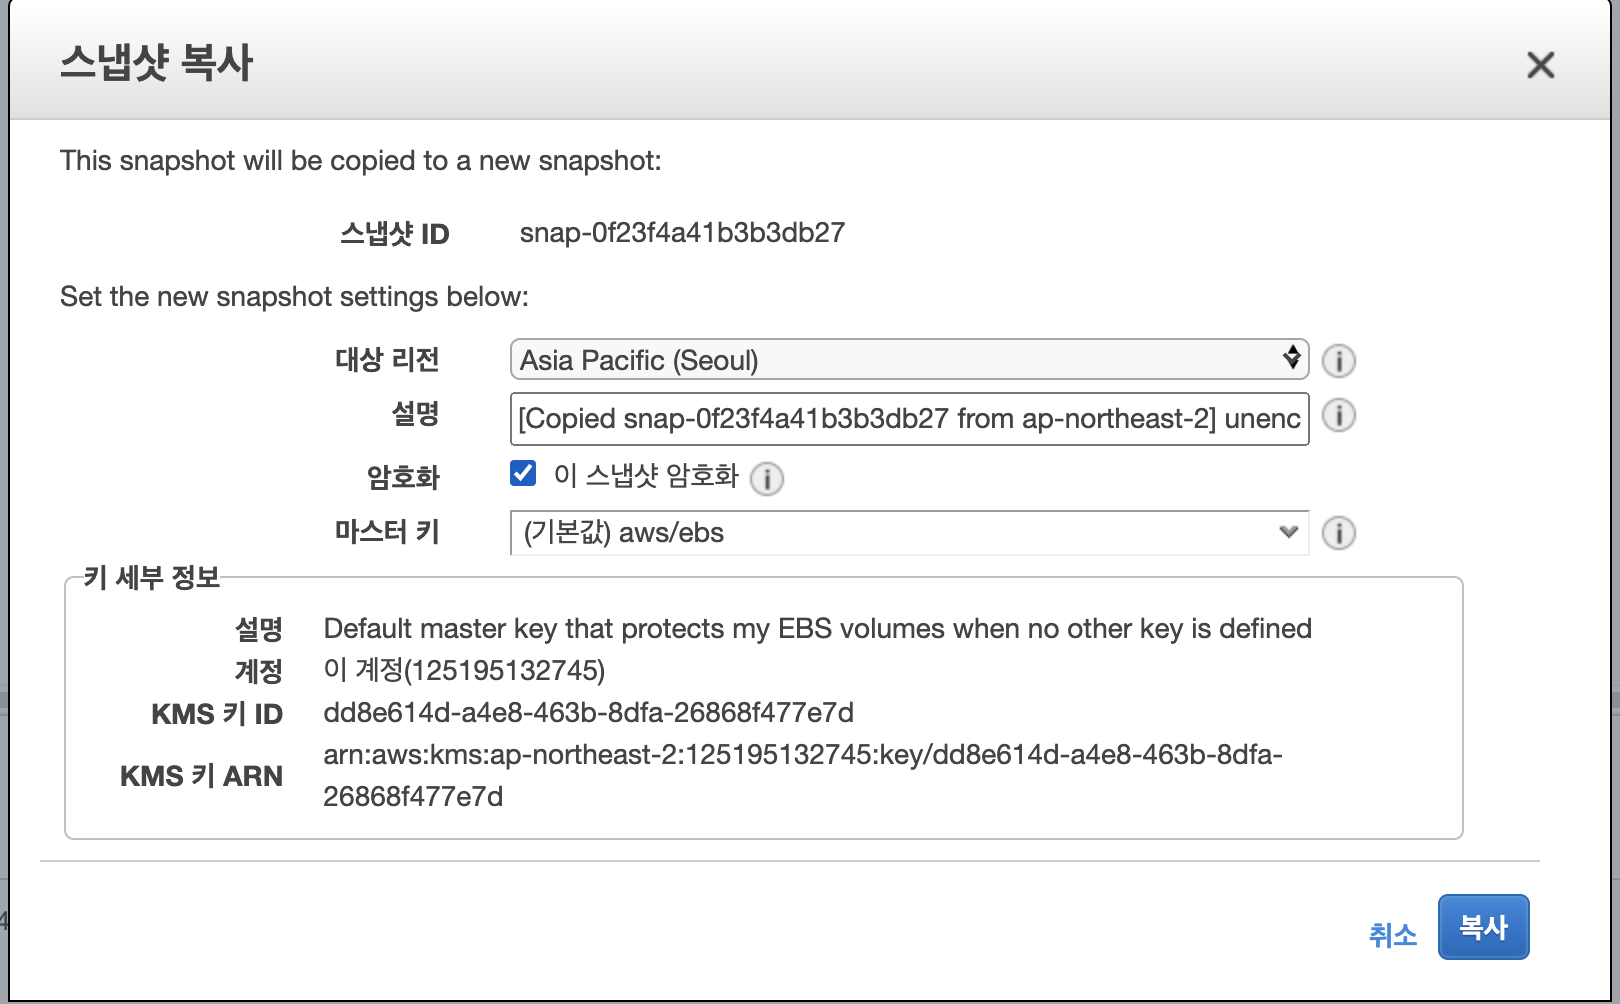 스냅샷 복사
This snapshot will be copied to a new snapshot:
스냅샷 ID snap-0f23f4a41b3b3db27
Set the new snapshot settings below:
대상 리전 Asia Pacific (Seoul)
설명 [Copied snap-0f23f4a41b3b3db27 from ap-northeast-2] unenc
암호화 이 스냅샷 암호화
마스터 키 (기본값) aws/ebs
키 세부 정보
설명 Default master key that protects my EBS volumes when no other key is defined
계정 이 계정(125195132745)
KMS 키 ID dd8e614d-a4e8-463b-8dfa-26868f477e7d
KMS 키 ARN arn:aws:kms:ap-northeast-2:125195132745:key/dd8e614d-a4e8-463b-8dfa-
26868f477e7d
취소 복사